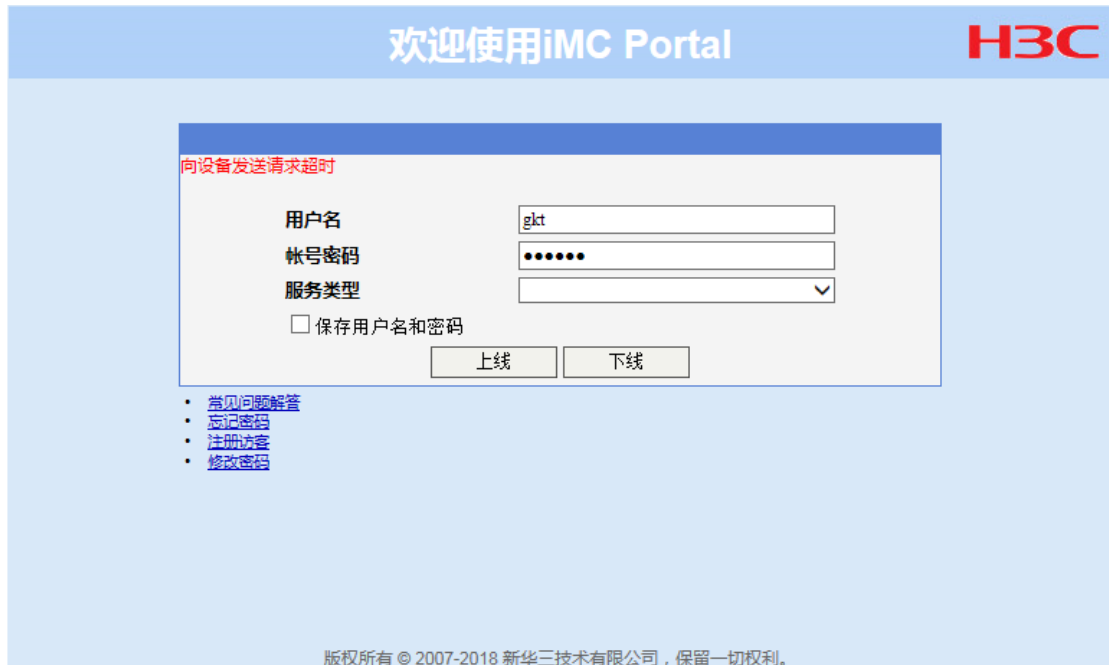 欢迎使用iMC Portal
H3C
向设备发送请求超时
用户名 gkt
帐号密码 ••••••
服务类型
保存用户名和密码
上线 下线
• 常见问题解答
• 忘记密码
• 注册访客
• 修改密码
版权所有 © 2007-2018 新华三技术有限公司，保留一切权利。